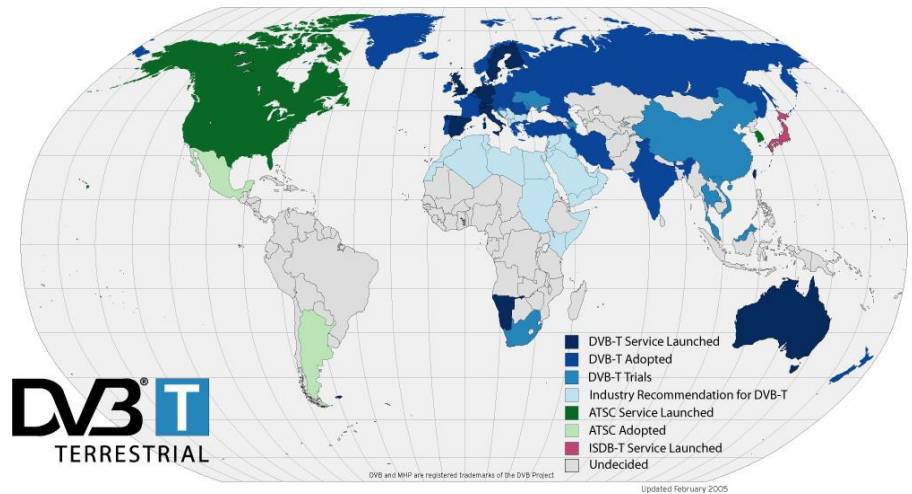 DVB-T Service Launched
DVB-T Adopted
DVB-T Trials
Industry Recommendation for DVB-T
ATSC Service Launched
ATSC Adopted
ISDB-T Service Launched
Undecided
DVB® T
TERRESTRIAL
DVB and MHP are registered trademarks of the DVB Project
Updated February 2005